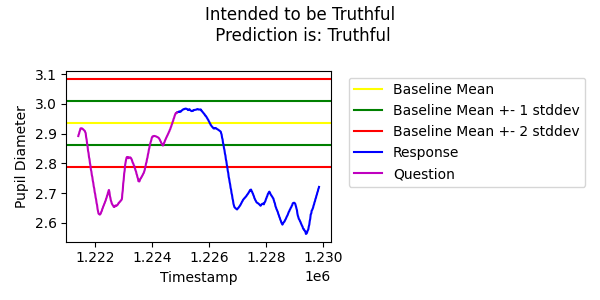 Intended to be Truthful
Prediction is: Truthful
3.1
3.0
2.9
2.8
2.7
2.6
Pupil Diameter
1.222
1.224
1.226
1.228
1.230
1e6
Timestamp
Baseline Mean
Baseline Mean +- 1 stddev
Baseline Mean +- 2 stddev
Response
Question